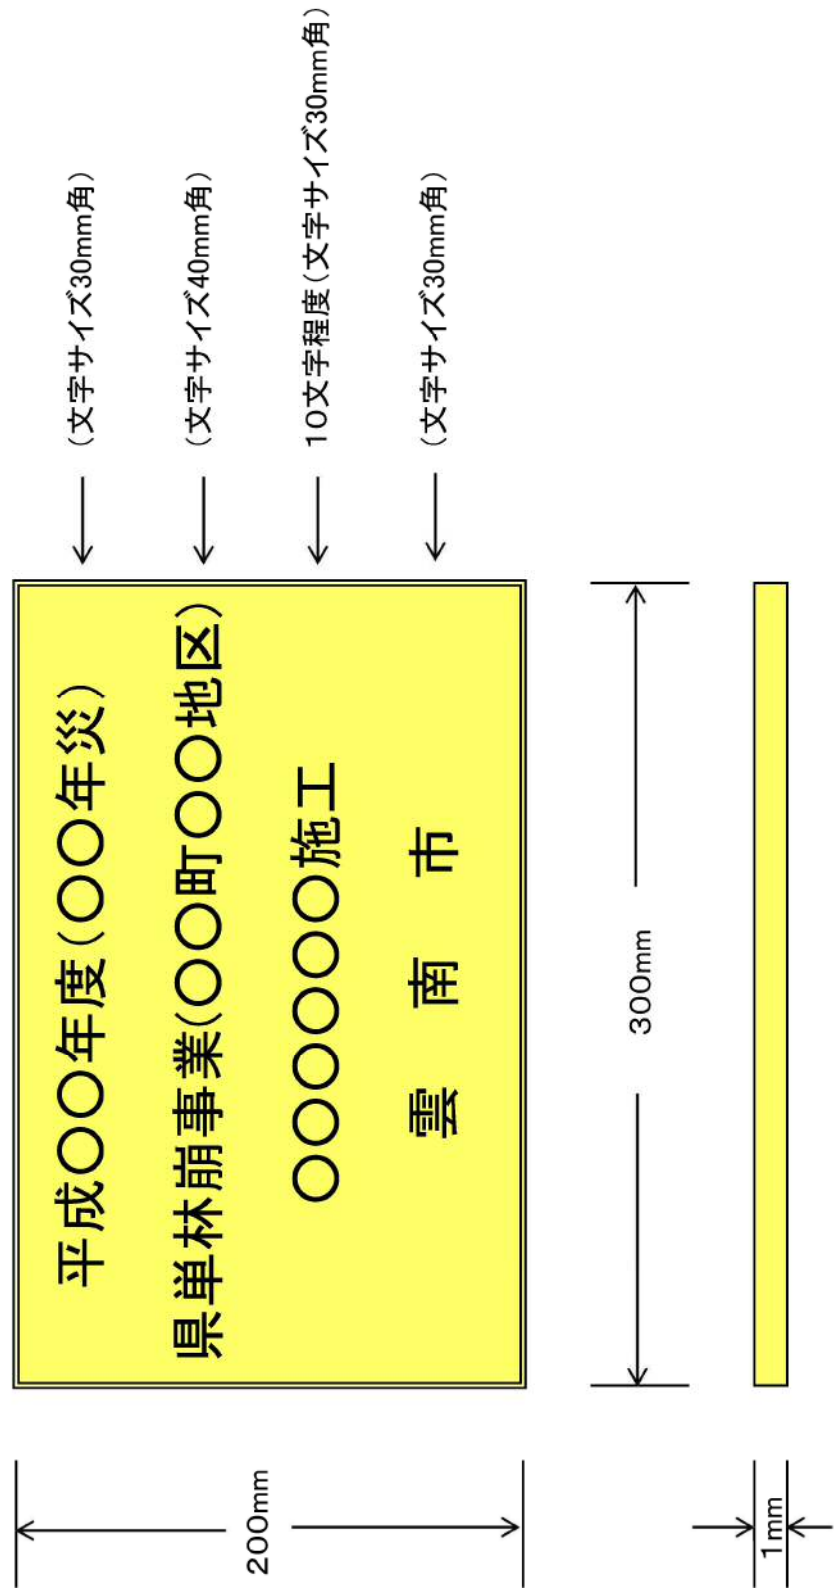 平成〇〇年度(〇〇年災)
(文字サイズ30mm角)
県単林崩事業(〇〇町〇〇地区)
(文字サイズ40mm角)
〇〇〇〇〇〇施工
10文字程度(文字サイズ30mm角)
雲南市
(文字サイズ30mm角)
200mm
300mm
1mm